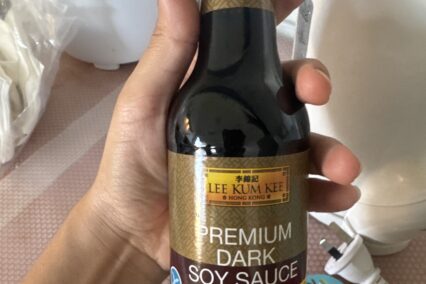 李錦記
LEE KUM KEE
HONG KONG
PREMIUM
DARK
SOY SAUCE